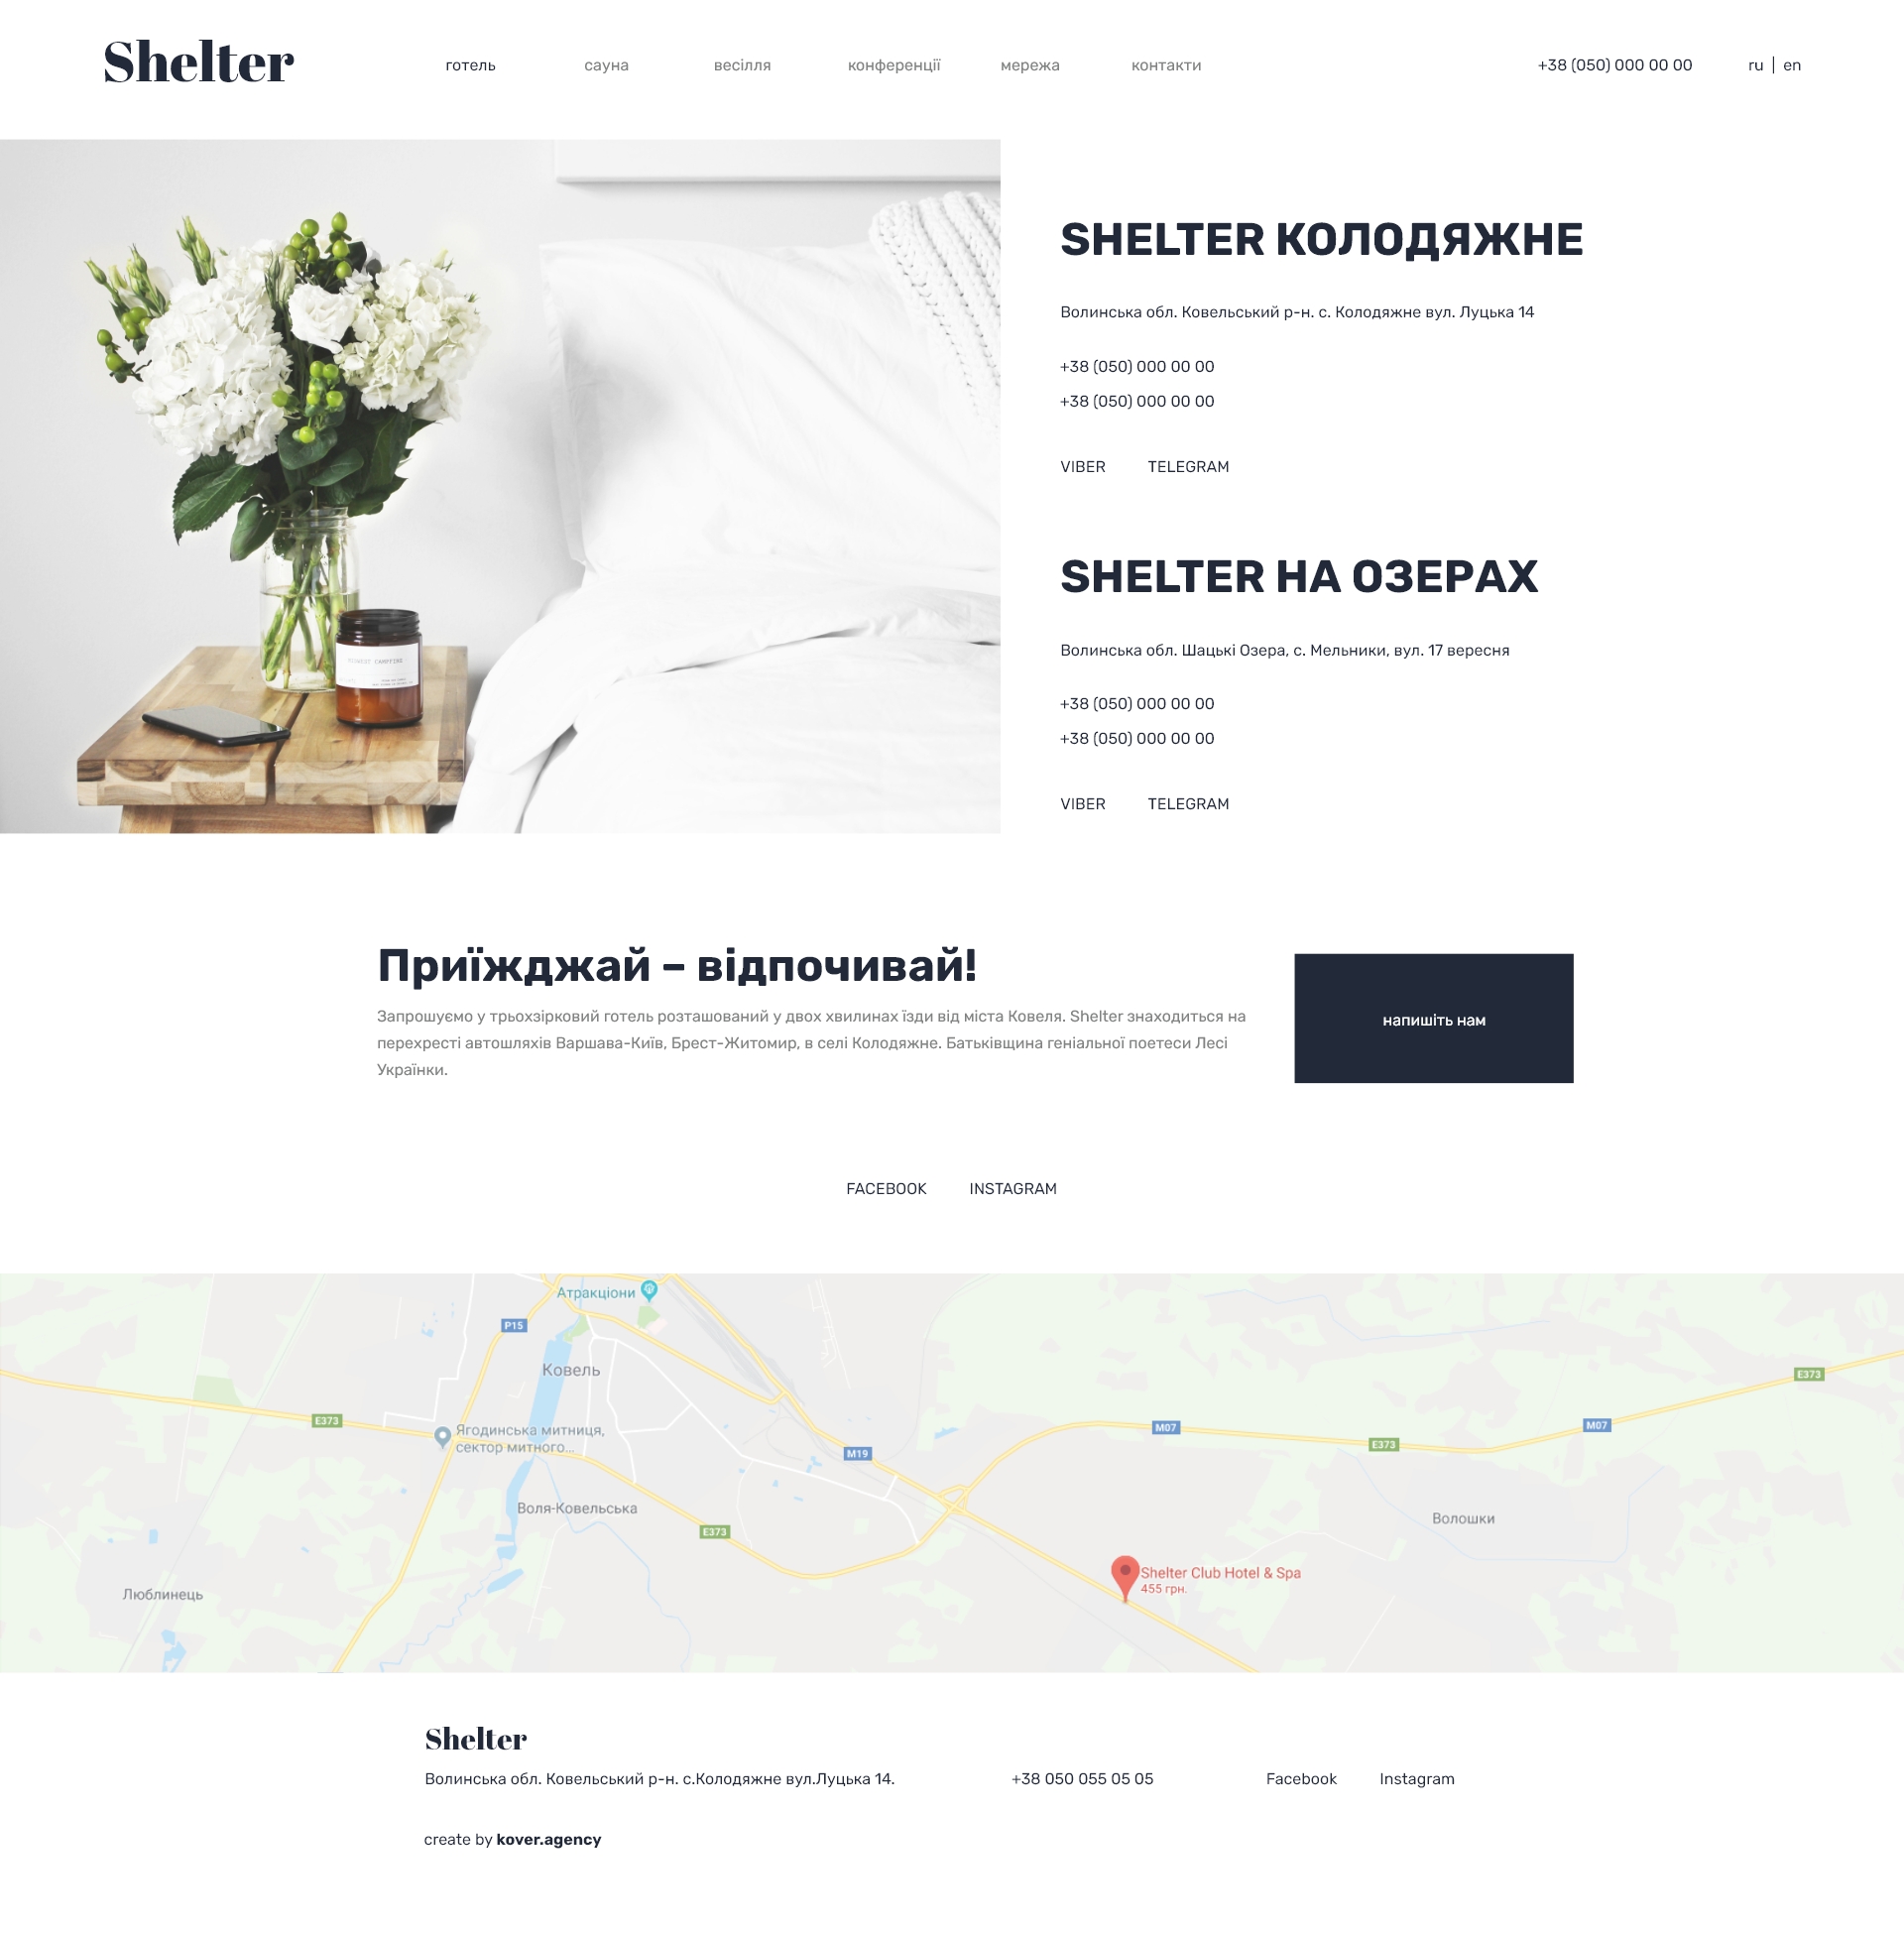 Shelter
готель сауна весілля конференції мережа контакти
+38 (050) 000 00 00
ru | en
SHELTER КОЛОДЯЖНЕ
Волинська обл. Ковельський р-н. с. Колодяжне вул. Луцька 14
+38 (050) 000 00 00
+38 (050) 000 00 00
VIBER TELEGRAM
SHELTER НА ОЗЕРАХ
Волинська обл. Шацькі Озера, с. Мельники, вул. 17 вересня
+38 (050) 000 00 00
+38 (050) 000 00 00
VIBER TELEGRAM
Приїжджай – відпочивай!
Запрошуємо у трьохзірковий готель розташований у двох хвилинах їзди від міста Ковеля. Shelter знаходиться на
перехресті автошляхів Варшава-Київ, Брест-Житомир, в селі Колодяжне. Батьківщина геніальної поетеси Лесі
Українки.
напишіть нам
FACEBOOK INSTAGRAM
Атракціони
P15
Ковель
E373
E373
Ягодинська митниця,
сектор митного...
M07
M07
E373
M19
Воля-Ковельська
Волошки
E373
Shelter Club Hotel & Spa
455 грн.
Люблинець
Shelter
Волинська обл. Ковельський р-н. с.Колодяжне вул.Луцька 14.
+38 050 055 05 05
Facebook Instagram
create by kover.agency